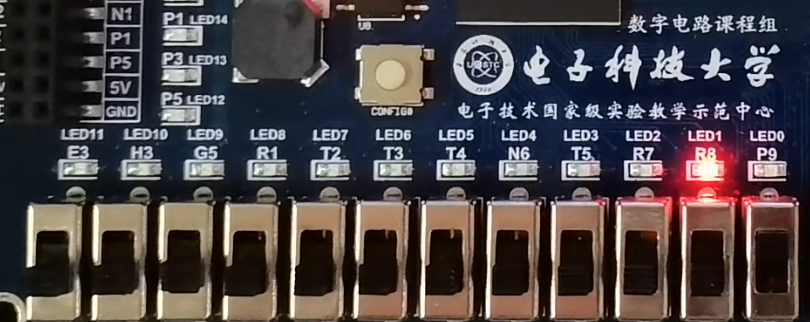 N1
P1
P5
5V
GND
P1 LED14
P3 LED13
P5 LED12
U8
CONFIG0
数字电路课程组
电子科技大学
1956
电子技术国家级实验教学示范中心
LED11 LED10 LED9 LED8 LED7 LED6 LED5 LED4 LED3 LED2 LED1 LED0
E3 H3 G5 R1 T2 T3 T4 N6 T5 R7 R8 P9